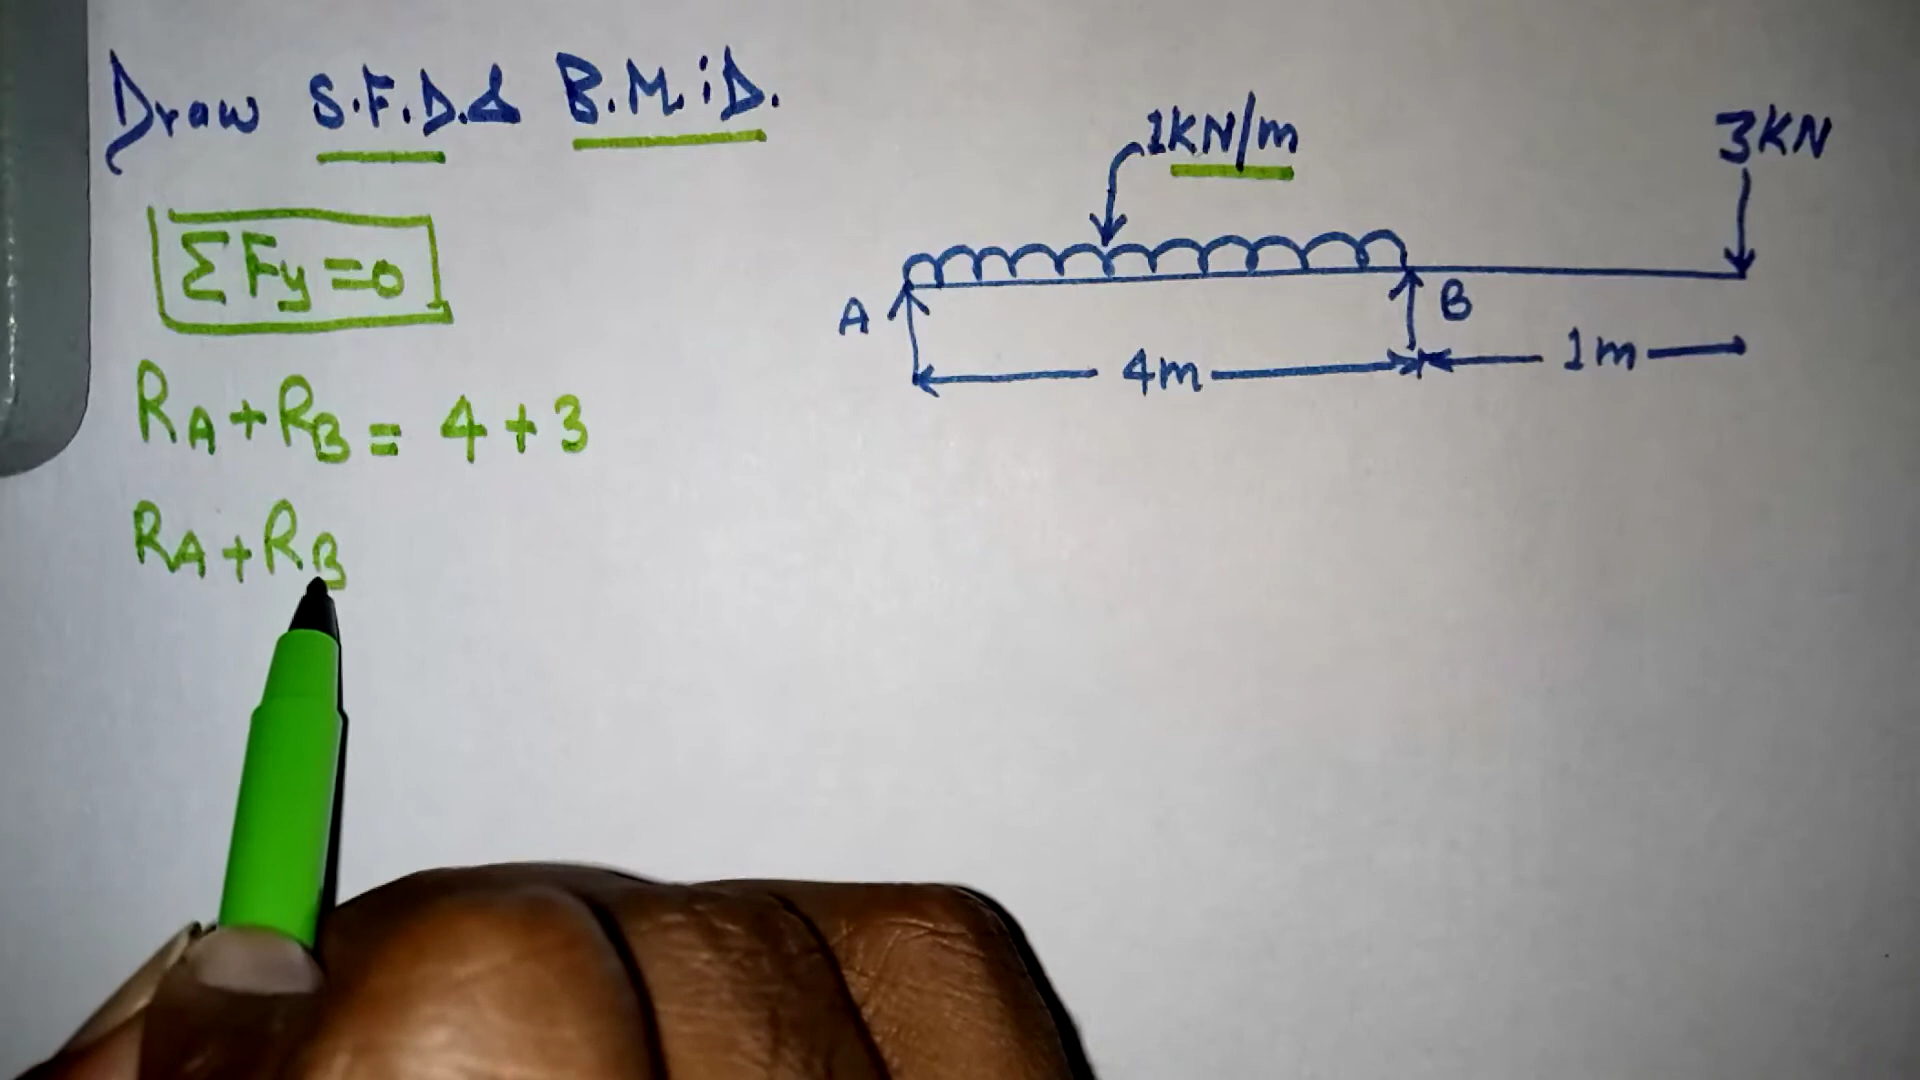 Draw S.F.D. & B.M.D.
ΣFy=0
RA+RB = 4+3
RA+RB
1KN/m
3KN
A
B
4m
1m